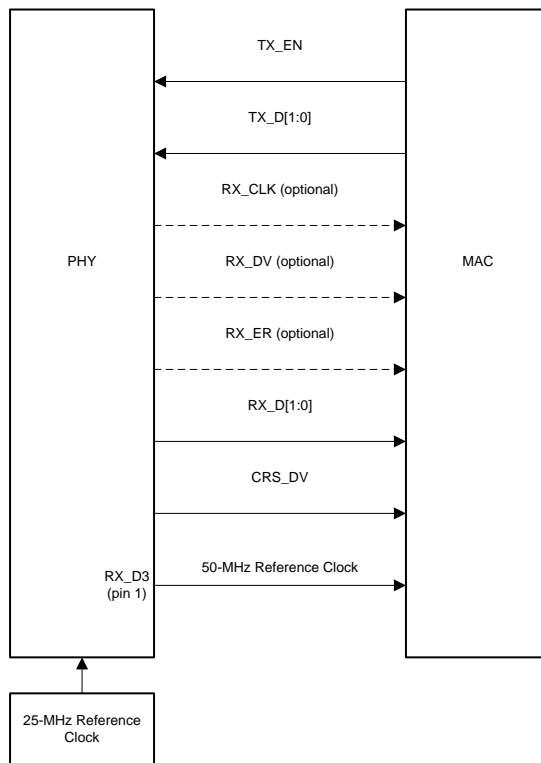 TX_EN
TX_D[1:0]
RX_CLK (optional)
PHY
RX_DV (optional)
MAC
RX_ER (optional)
RX_D[1:0]
CRS_DV
RX_D3
(pin 1)
50-MHz Reference Clock
25-MHz Reference
Clock